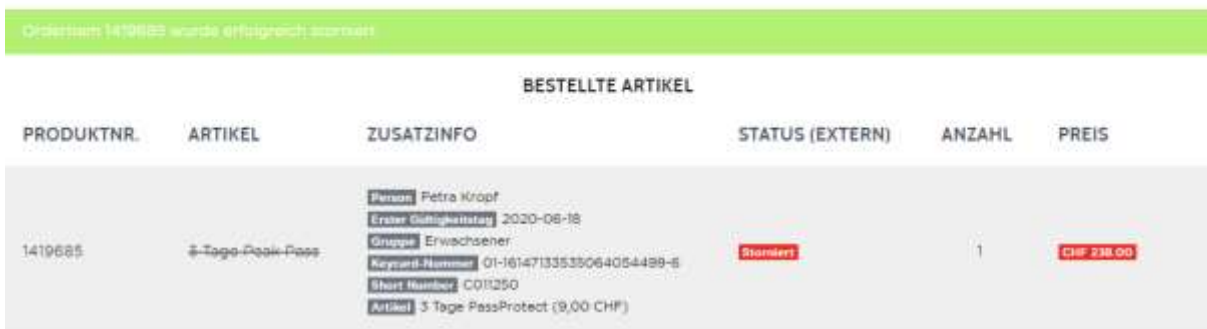 Orderitem 1419685 wurde erfolgreich storniert
BESTELLTE ARTIKEL
PRODUKTNR. ARTIKEL ZUSATZINFO STATUS (EXTERN) ANZAHL PREIS
Person Petra Kropf
Erster Gültigkeitstag 2020-06-18
Gruppe Erwachsener
1419685 3 Tage Peak Pass Keycard-Nummer 01-16147133535064054499-6 Storniert 1 CHF 238.00
Short Number C011250
Artikel 3 Tage PassProtect (9,00 CHF)